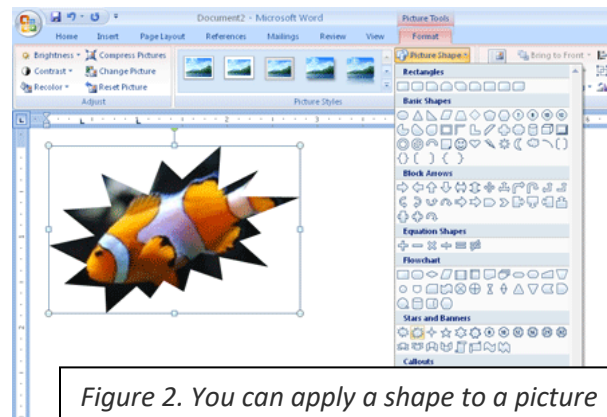 Document2 - Microsoft Word
Picture Tools
Home Insert Page Layout References Mailings Review View Format
Brightness Compress Pictures Picture Shape Bring to Front
Contrast Change Picture
Recolor Reset Picture
Adjust Picture Styles
Rectangles
Basic Shapes
Block Arrows
Equation Shapes
Flowchart
Stars and Banners
Callouts
Figure 2. You can apply a shape to a picture